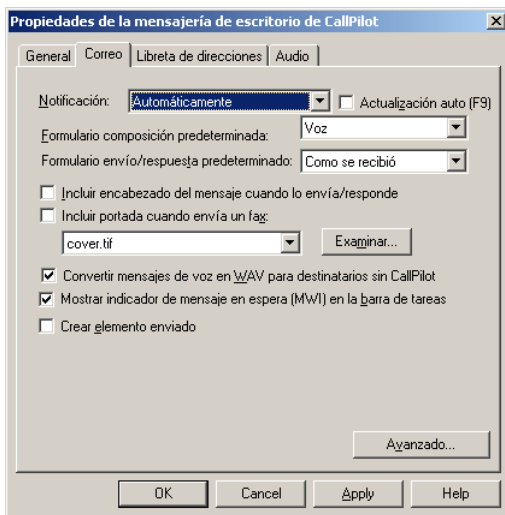 Propiedades de la mensajería de escritorio de CallPilot
General Correo Libreta de direcciones Audio
Notificación: Automáticamente Actualización auto (F9)
Formulario composición predeterminada: Voz
Formulario envío/respuesta predeterminado: Como se recibió
Incluir encabezado del mensaje cuando lo envía/responde
Incluir portada cuando envía un fax:
cover.tif Examinar...
Convertir mensajes de voz en WAV para destinatarios sin CallPilot
Mostrar indicador de mensaje en espera (MWI) en la barra de tareas
Crear elemento enviado
Avanzado...
OK Cancel Apply Help